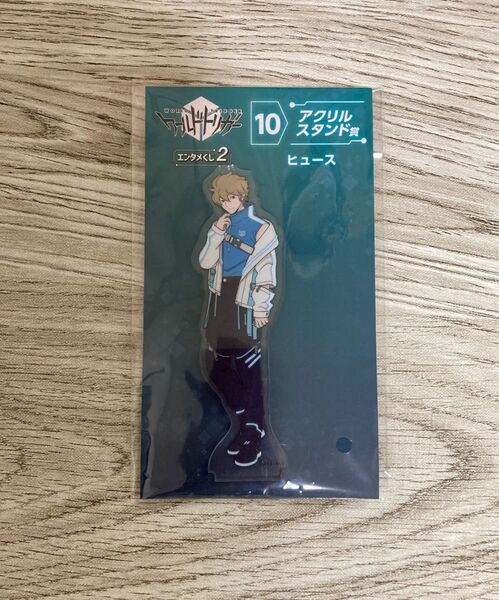 WORLD TRIGGER
ワールドトリガー
エンタメくじ2
10
アクリル
スタンド賞
ヒュース